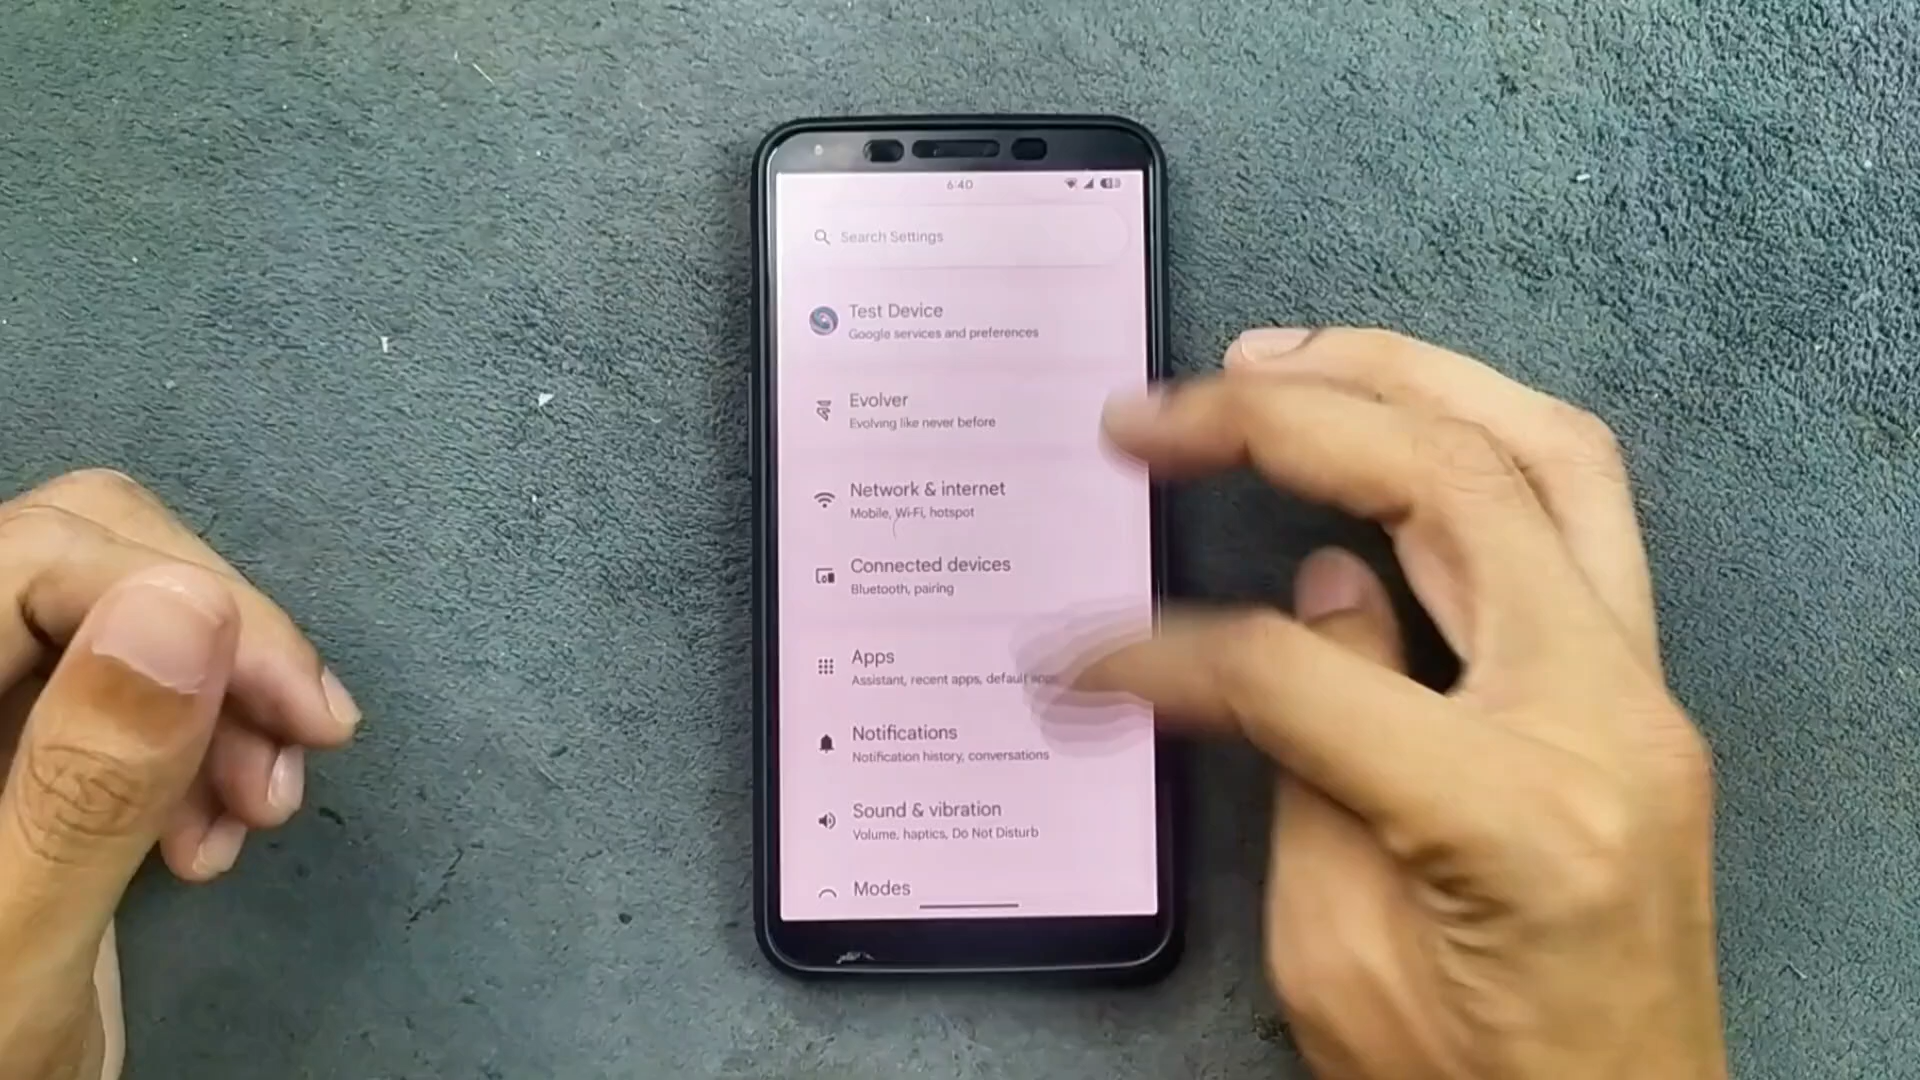 6:40
Search Settings
Test Device
Google services and preferences
Evolver
Evolving like never before
Network & internet
Mobile, Wi-Fi, hotspot
Connected devices
Bluetooth, pairing
Apps
Assistant, recent apps, default apps
Notifications
Notification history, conversations
Sound & vibration
Volume, haptics, Do Not Disturb
Modes